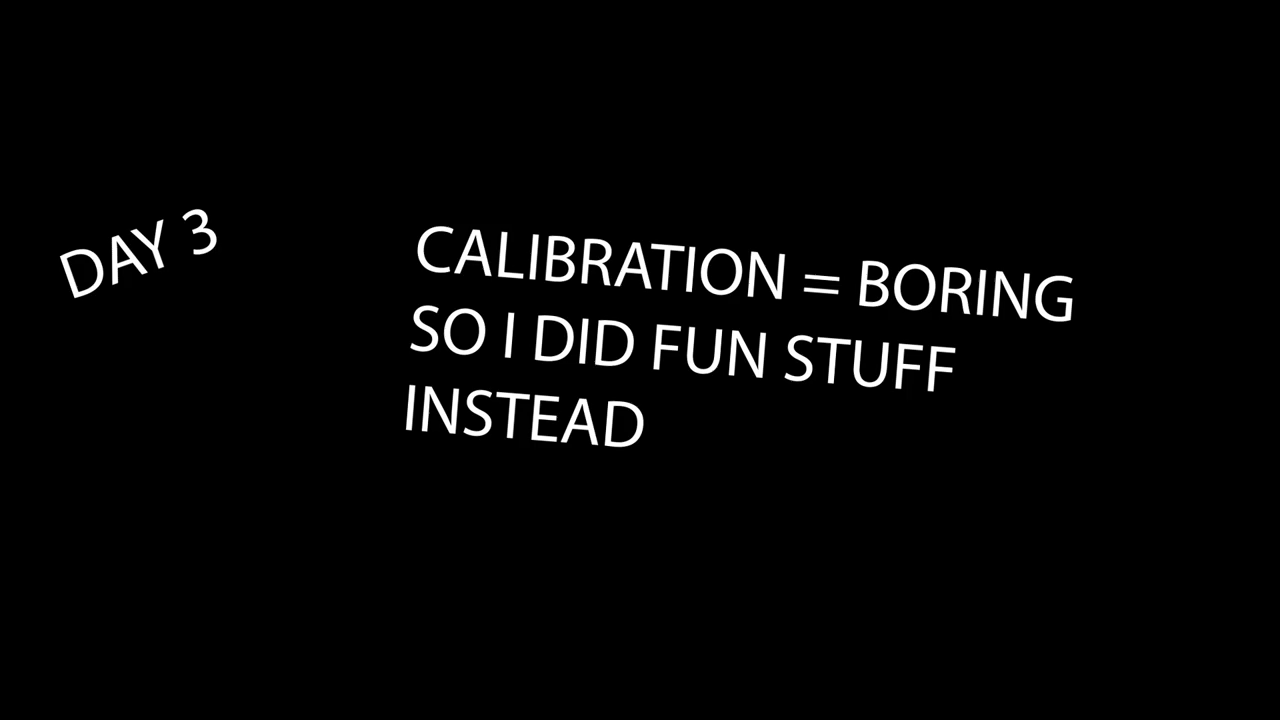 DAY 3
CALIBRATION = BORING
SO I DID FUN STUFF
INSTEAD